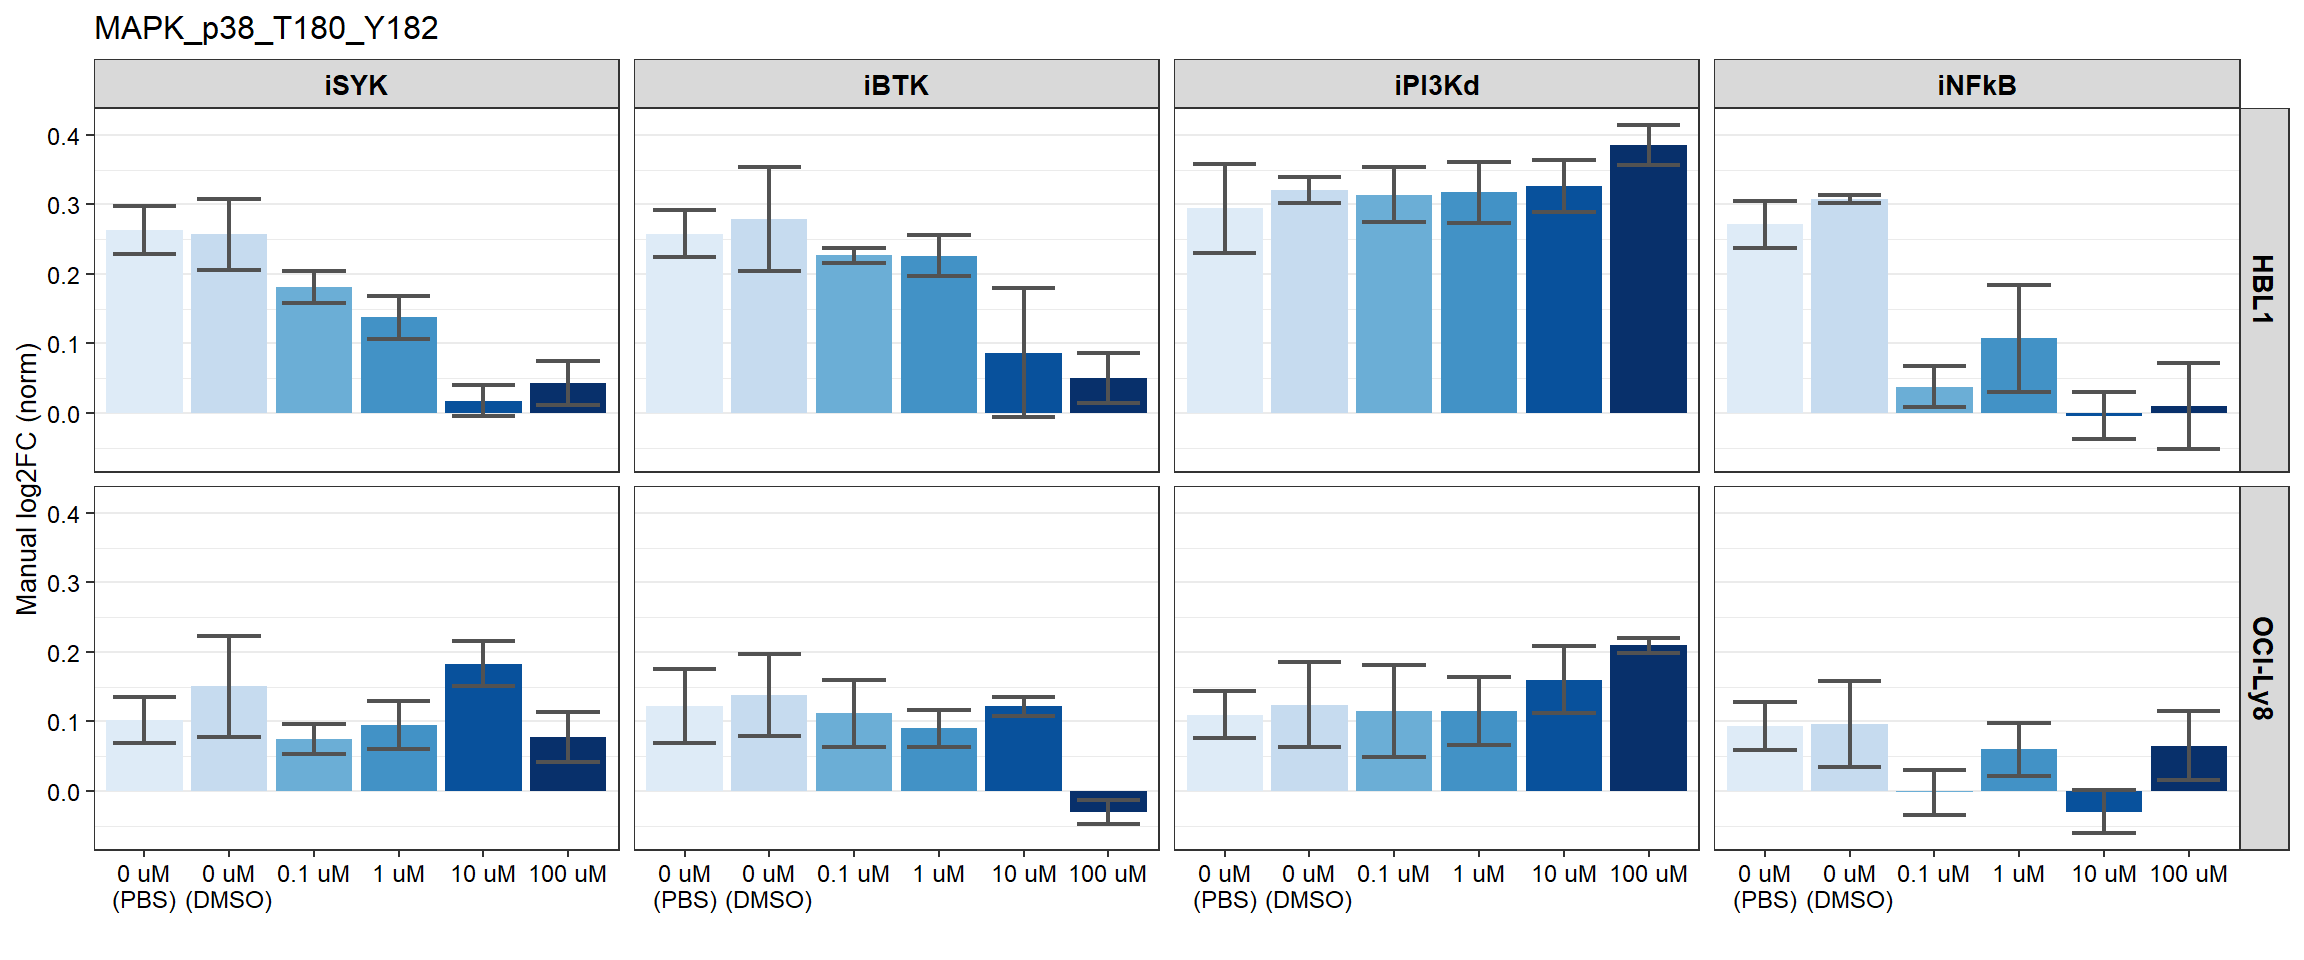 MAPK_p38_T180_Y182
iSYK
iBTK
iPI3Kd
iNFkB
Manual log2FC (norm)
0.4
0.3
0.2
0.1
0.0
HBL1
0.4
0.3
0.2
0.1
0.0
OCI-Ly8
0 uM (PBS)
0 uM (DMSO)
0.1 uM
1 uM
10 uM
100 uM
0 uM (PBS)
0 uM (DMSO)
0.1 uM
1 uM
10 uM
100 uM
0 uM (PBS)
0 uM (DMSO)
0.1 uM
1 uM
10 uM
100 uM
0 uM (PBS)
0 uM (DMSO)
0.1 uM
1 uM
10 uM
100 uM